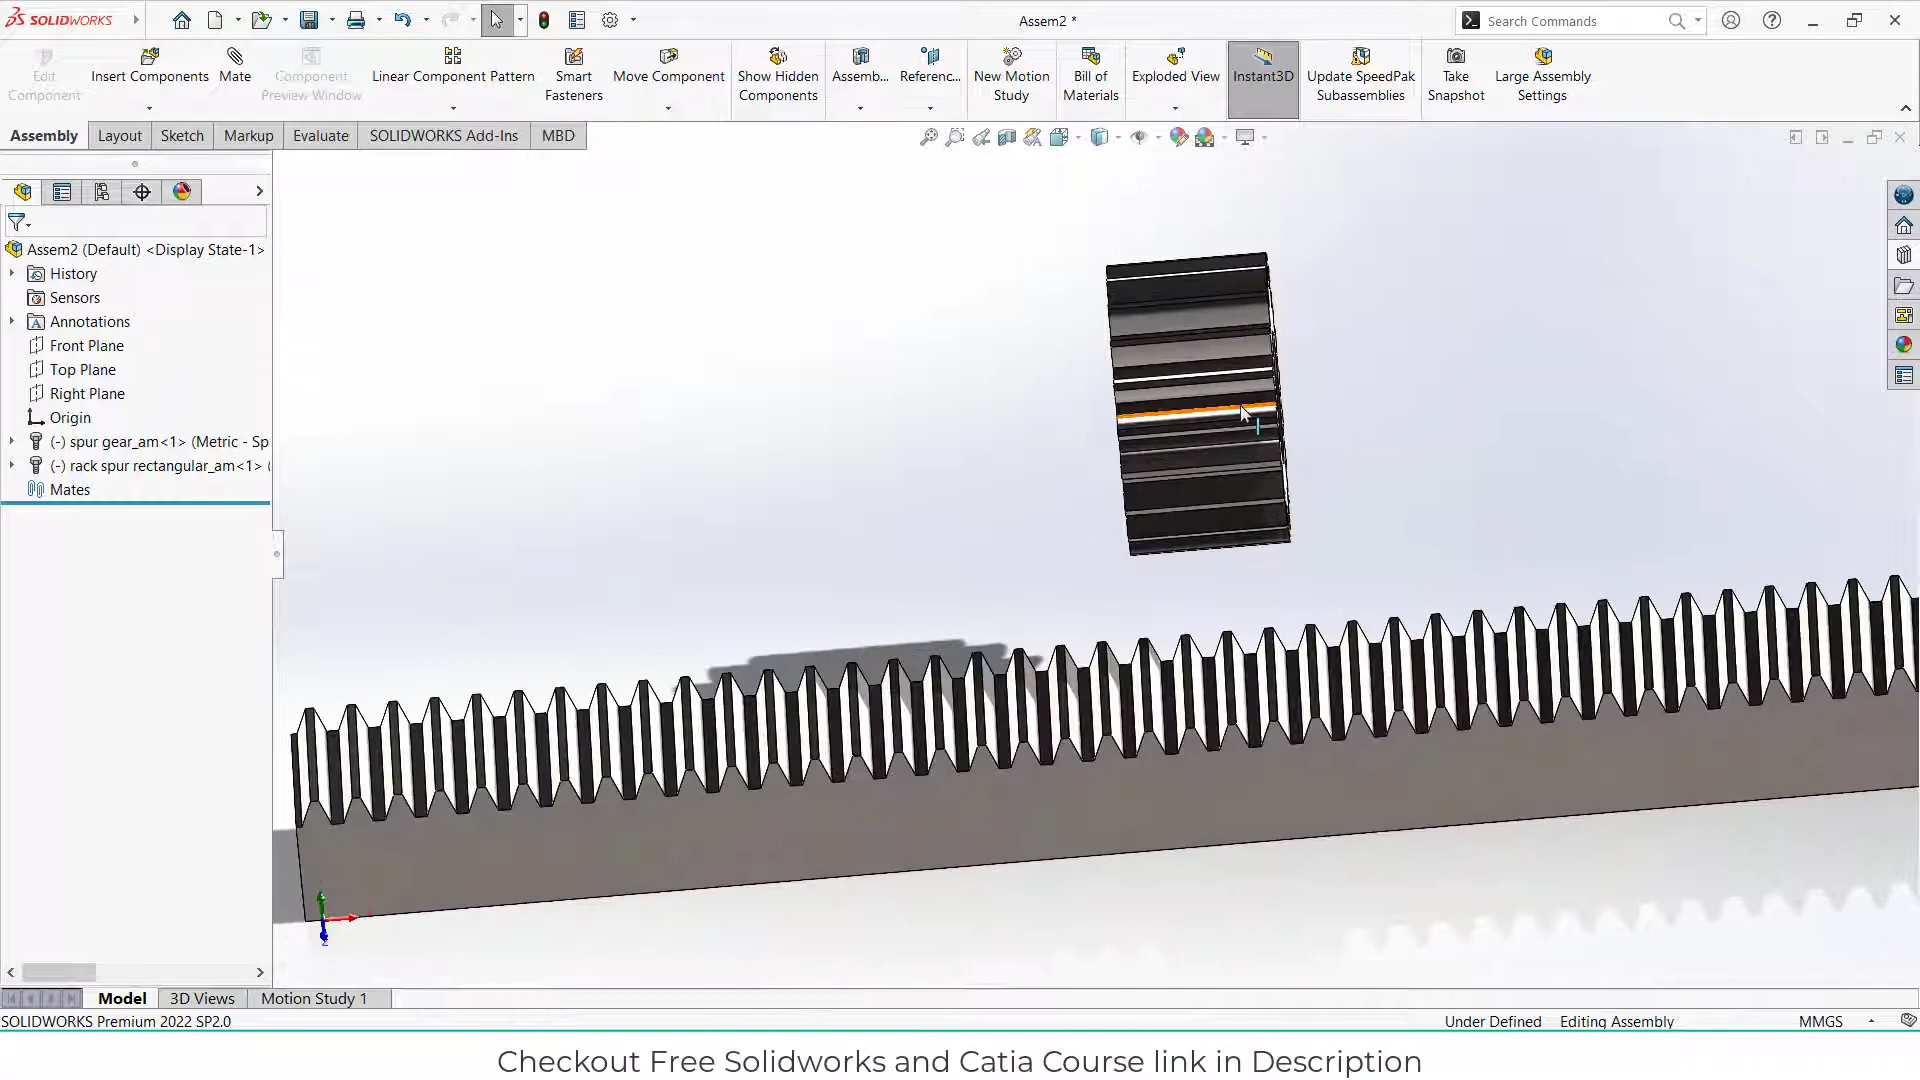 SOLIDWORKS
Assem2 *
Search Commands
Edit Component
Insert Components
Mate
Component Preview Window
Linear Component Pattern
Smart Fasteners
Move Component
Show Hidden Components
Assemb...
Referenc...
New Motion Study
Bill of Materials
Exploded View
Instant3D
Update SpeedPak Subassemblies
Take Snapshot
Large Assembly Settings
Assembly
Layout
Sketch
Markup
Evaluate
SOLIDWORKS Add-Ins
MBD
Assem2 (Default) <Display State-1>
History
Sensors
Annotations
Front Plane
Top Plane
Right Plane
Origin
(-) spur gear_am<1> (Metric - Sp
(-) rack spur rectangular_am<1> (
Mates
Model
3D Views
Motion Study 1
SOLIDWORKS Premium 2022 SP2.0
Under Defined
Editing Assembly
MMGS
Checkout Free Solidworks and Catia Course link in Description